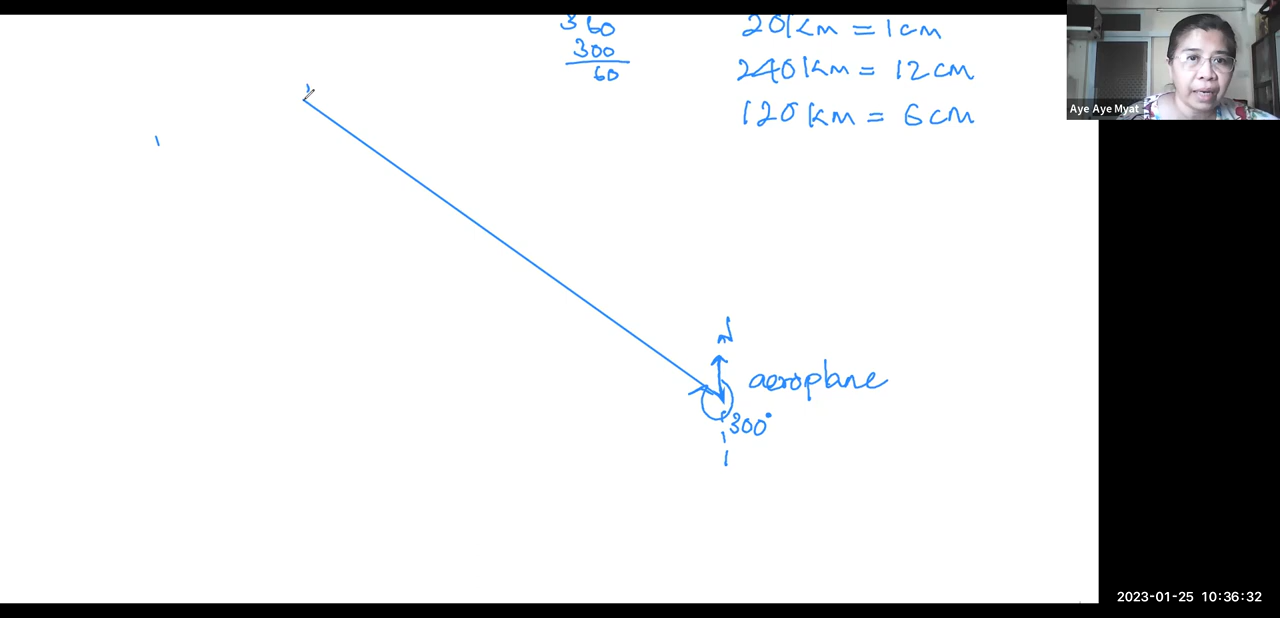 360
300
60
20km = 1cm
240km = 12cm
120km = 6cm
N
aeroplane
300°
Aye Aye Myat
2023-01-25 10:36:32